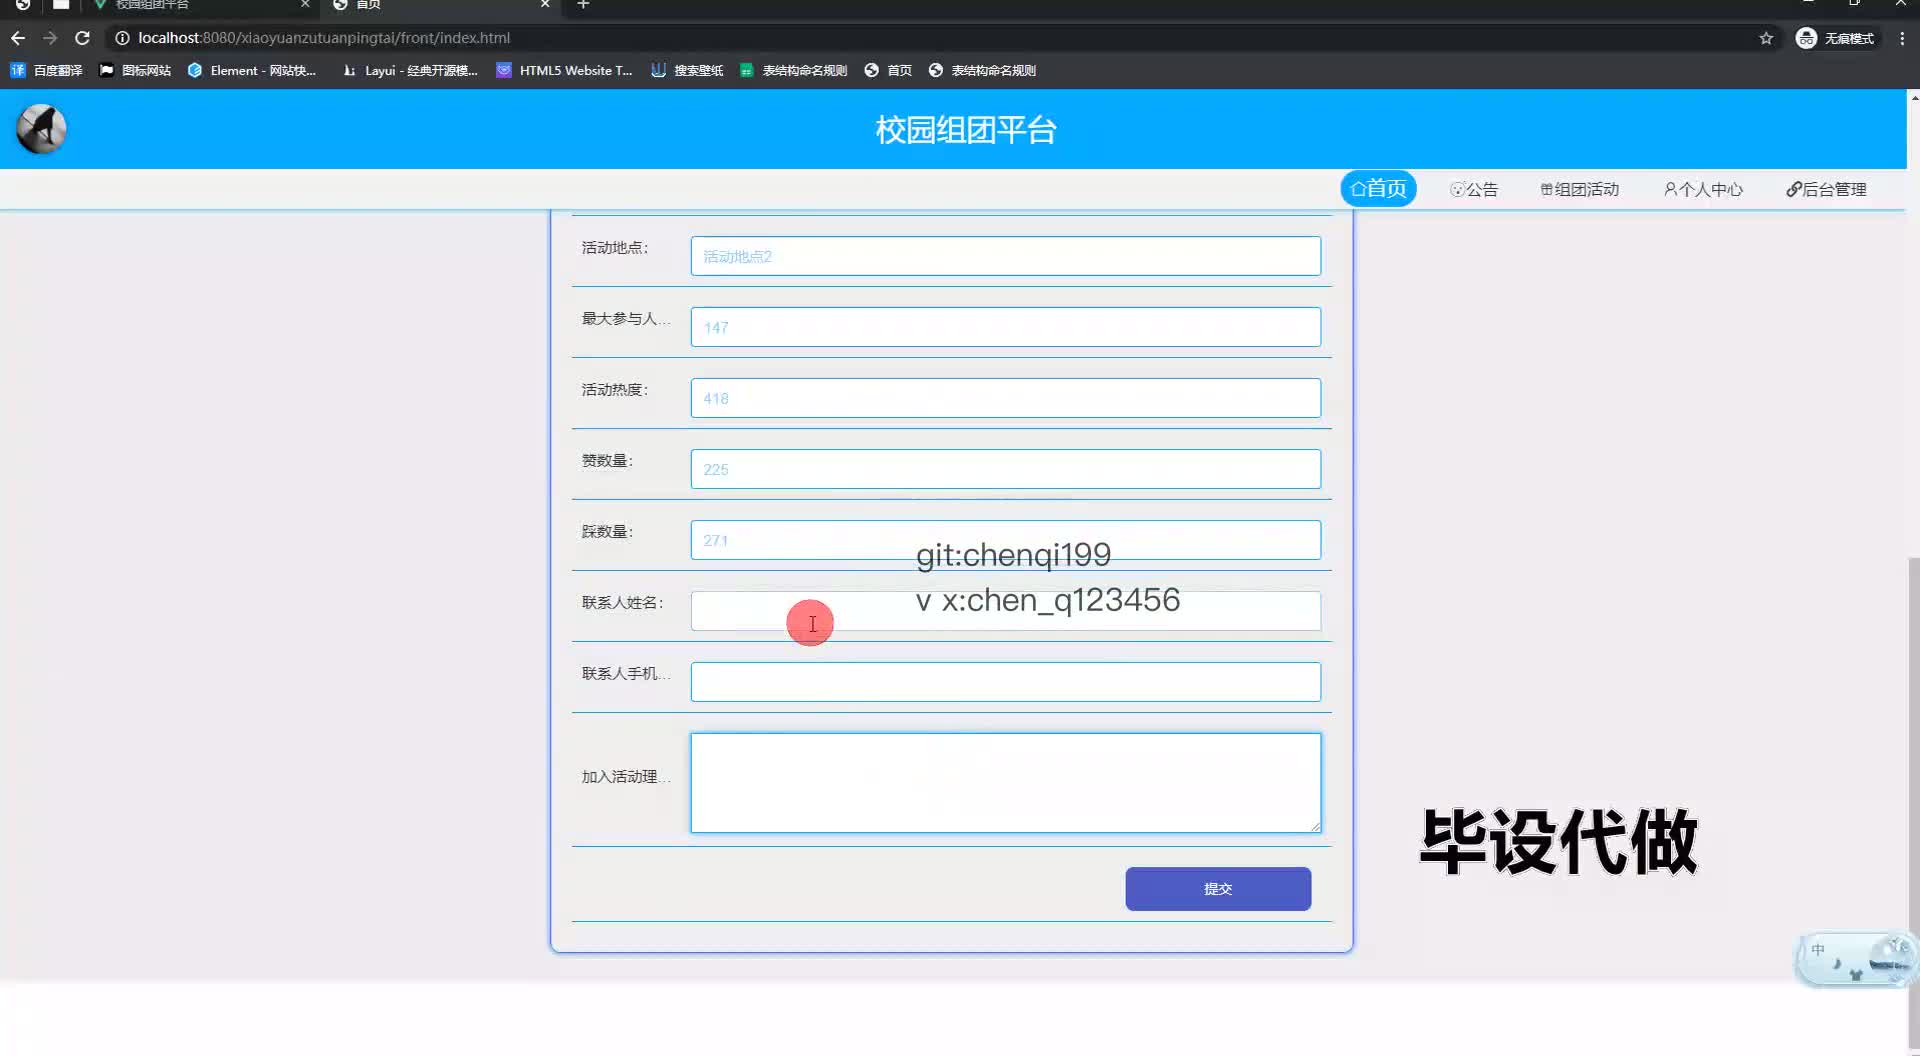 校园组团平台
首页
localhost:8080/xiaoyuanzutuanpingtai/front/index.html
无痕模式
百度翻译
图标网站
Element - 网站快...
Layui - 经典开源模...
HTML5 Website T...
搜索壁纸
表结构命名规则
首页
表结构命名规则
校园组团平台
首页
公告
组团活动
个人中心
后台管理
活动地点：
活动地点2
最大参与人...
147
活动热度：
418
赞数量：
225
踩数量：
271
git:chenqi199
联系人姓名：
v x:chen_q123456
联系人手机...
加入活动理...
毕设代做
提交
中